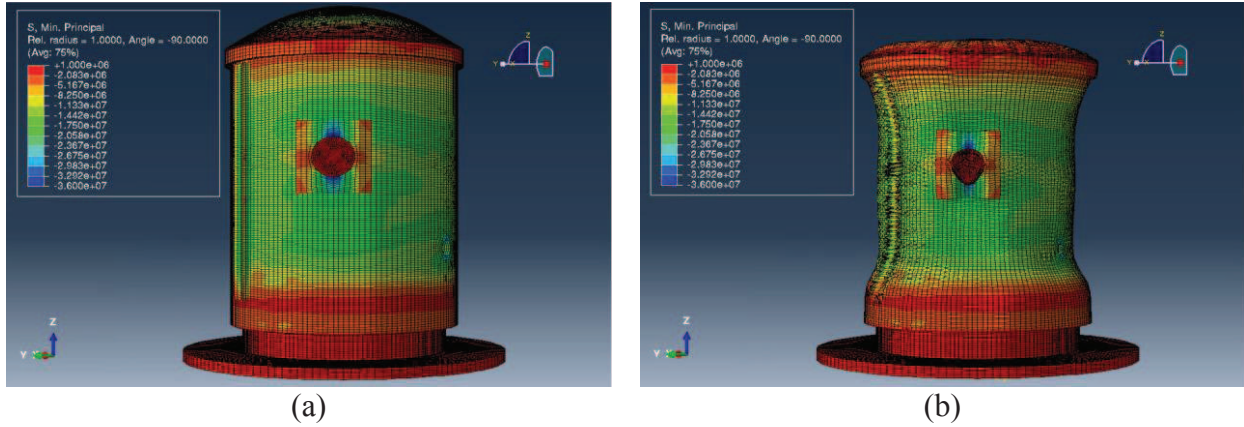 S, Min. Principal
Rel. radius = 1.0000, Angle = -90.0000
(Avg: 75%)
+1.000e+06
-2.083e+06
-5.167e+06
-8.250e+06
-1.133e+07
-1.442e+07
-1.750e+07
-2.058e+07
-2.367e+07
-2.675e+07
-2.983e+07
-3.292e+07
-3.600e+07
Z
Y X
Z
Y X
(a)
S, Min. Principal
Rel. radius = 1.0000, Angle = -90.0000
(Avg: 75%)
+1.000e+06
-2.083e+06
-5.167e+06
-8.250e+06
-1.133e+07
-1.442e+07
-1.750e+07
-2.058e+07
-2.367e+07
-2.675e+07
-2.983e+07
-3.292e+07
-3.600e+07
Z
Y X
Z
Y X
(b)